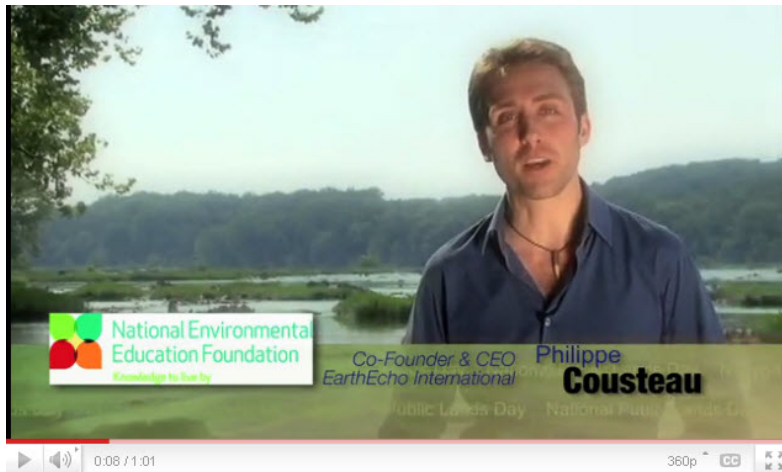 National Environmental
Education Foundation
Knowledge to live by
Co-Founder & CEO
EarthEcho International
Philippe
Cousteau
Public Lands Day National Public Lands Day
0:08 / 1:01
360p
CC